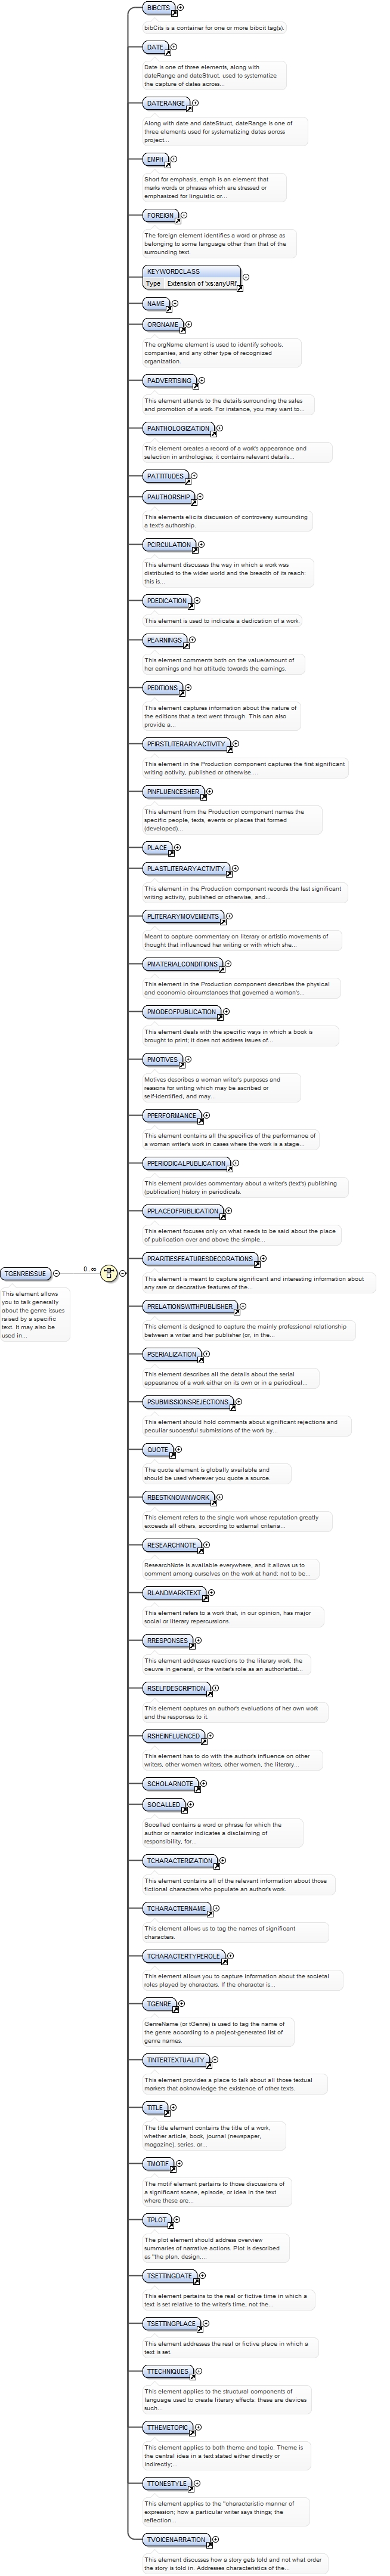 BIBCITS
bibCits is a container for one or more bibcit tag(s).
DATE
Date is one of three elements, along with
dateRange and dateStruct, used to systematize
the capture of dates across...
DATERANGE
Along with date and dateStruct, dateRange is one of
three elements used for systematizing dates across
project...
EMPH
Short for emphasis, emph is an element that
marks words or phrases which are stressed or
emphasized for linguistic or...
FOREIGN
The foreign element identifies a word or phrase as
belonging to some language other than that of the
surrounding text.
KEYWORDCLASS
Type Extension of 'xs:anyURI'
NAME
ORGNAME
The orgName element is used to identify schools,
companies, and any other type of recognized
organization.
PADVERTISING
This element attends to the details surrounding the sales
and promotion of a work. For instance, you may want to...
PANTHOLOGIZATION
This element creates a record of a work's appearance and
selection in anthologies; it contains relevant details...
PATTITUDES
PAUTHORSHIP
This elements elicits discussion of controversy surrounding
a text's authorship.
PCIRCULATION
This element discusses the way in which a work was
distributed to the wider world and the breadth of its reach:
this is...
PDEDICATION
This element is used to indicate a dedication of a work
PEARNINGS
This element comments both on the value/amount of
her earnings and her attitude towards the earnings.
PEDITIONS
This element captures information about the nature of
the editions that a text went through. This can also
provide a...
PFIRSTLITERARYACTIVITY
This element in the Production component captures the first significant
writing activity, published or otherwise....
PINFLUENCESHER
This element from the Production component names the
specific people, texts, events or places that formed
(developed)...
PLACE
PLASTLITERARYACTIVITY
This element in the Production component records the last significant
writing activity, published or otherwise, and...
PLITERARYMOVEMENTS
Meant to capture commentary on literary or artistic movements of
thought that influenced her writing or with which she...
PMATERIALCONDITIONS
This element in the Production component describes the physical
and economic circumstances that governed a woman's...
PMODEOFPUBLICATION
This element deals with the specific ways in which a book is
brought to print; it does not address issues of...
PMOTIVES
Motives describes a woman writer's purposes and
reasons for writing which may be ascribed or
self-identified, and may...
PPERFORMANCE
This element contains all the specifics of the performance of
a woman writer's work in cases where the work is a stage...
PPERIODICALPUBLICATION
This element provides commentary about a writer's (text's) publishing
(publication) history in periodicals.
PPLACEOFPUBLICATION
This element focuses only on what needs to be said about the place
of publication over and above the simple...
TGENREISSUE
0..∞
This element allows
you to talk generally
about the genre issues
raised by a specific
text. It may also be
used in...
PRARITIESFEATURESDECORATIONS
This element is meant to capture significant and interesting information about
any rare or decorative features of the...
PRELATIONSWITHPUBLISHER
This element is designed to capture the mainly professional relationship
between a writer and her publisher (or, in the...
PSERIALIZATION
This element describes all the details about the serial
appearance of a work either on its own or in a periodical...
PSUBMISSIONSREJECTIONS
This element should hold comments about significant rejections and
peculiar successful submissions of the work by...
QUOTE
The quote element is globally available and
should be used wherever you quote a source.
RBESTKNOWNWORK
This element refers to the single work whose reputation greatly
exceeds all others, according to external criteria...
RESEARCHNOTE
ResearchNote is available everywhere, and it allows us to
comment among ourselves on the work at hand; not to be...
RLANDMARKTEXT
This element refers to a work that, in our opinion, has major
social or literary repercussions.
RRESPONSES
This element addresses reactions to the literary work, the
oeuvre in general, or the writer's role as an author/artist...
RSELFDESCRIPTION
This element captures an author's evaluations of her own work
and the responses to it.
RSHEINFLUENCED
This element has to do with the author's influence on other
writers, other women writers, other women, the literary...
SCHOLARNOTE
SOCALLED
Socalled contains a word or phrase for which the
author or narrator indicates a disclaiming of
responsibility, for...
TCHARACTERIZATION
This element contains all of the relevant information about those
fictional characters who populate an author's work.
TCHARACTERNAME
This element allows us to tag the names of significant
characters.
TCHARACTERTYPEROLE
This element allows you to capture information about the societal
roles played by characters. If the character is...
TGENRE
GenreName (or tGenre) is used to tag the name of
the genre according to a project-generated list of
genre names.
TINTERTEXTUALITY
This element provides a place to talk about all those textual
markers that acknowledge the existence of other texts.
TITLE
The title element contains the title of a work,
whether article, book, journal (newspaper,
magazine), series, or...
TMOTIF
The motif element pertains to those discussions of
a significant scene, episode, or idea in the text
where these are...
TPLOT
The plot element should address overview
summaries of narrative actions. Plot is described
as "the plan, design,...
TSETTINGDATE
This element pertains to the real or fictive time in which a
text is set relative to the writer's time, not the...
TSETTINGPLACE
This element addresses the real or fictive place in which a
text is set.
TTECHNIQUES
This element applies to the structural components of
language used to create literary effects: these are devices
such...
TTHEMETOPIC
This element applies to both theme and topic. Theme is
the central idea in a text stated either directly or
indirectly;...
TTONESTYLE
This element applies to the "characteristic manner of
expression; how a particular writer says things; the
reflection...
TVOICENARRATION
This element discusses how a story gets told and not what order
the story is told in. Addresses characteristics of the...